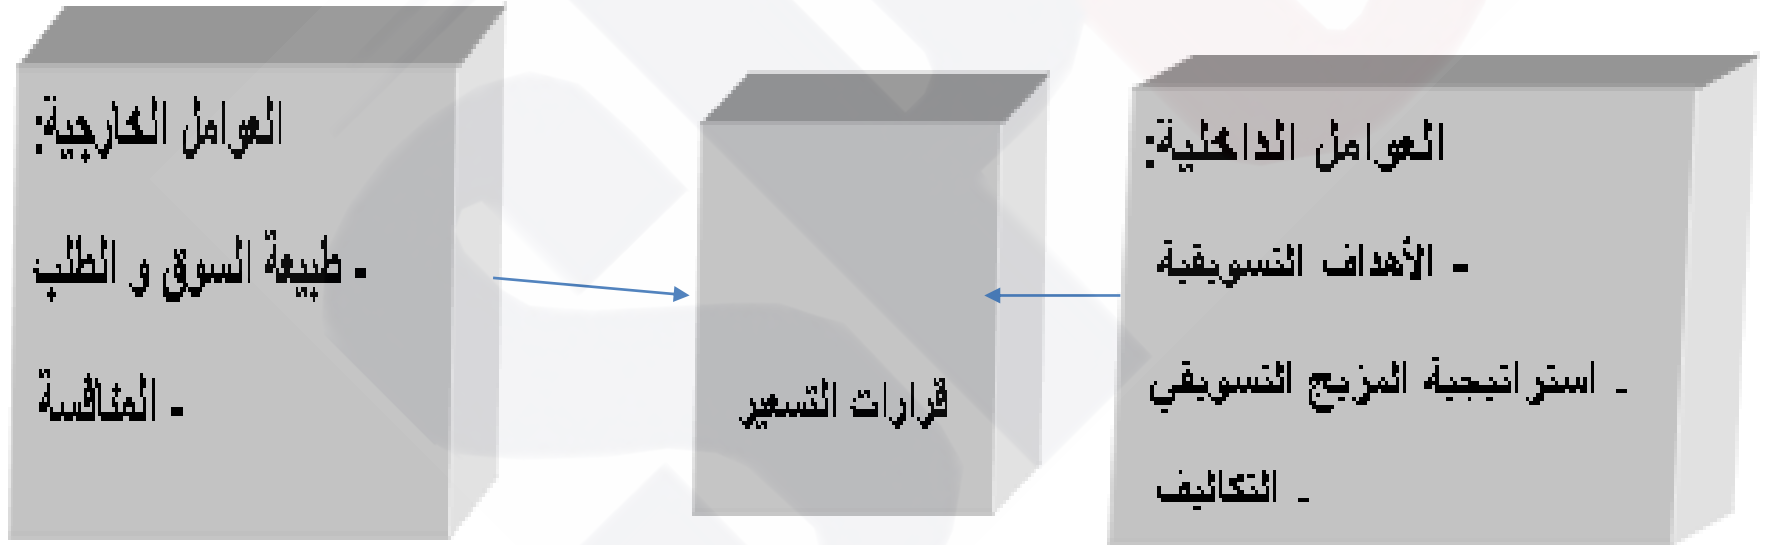 العوامل الداخلية:
- الأهداف التسويقية
- استراتيجية المزيج التسويقي
- التكاليف
قرارات التسعير
العوامل الخارجية:
- طبيعة السوق و الطلب
- المنافسة